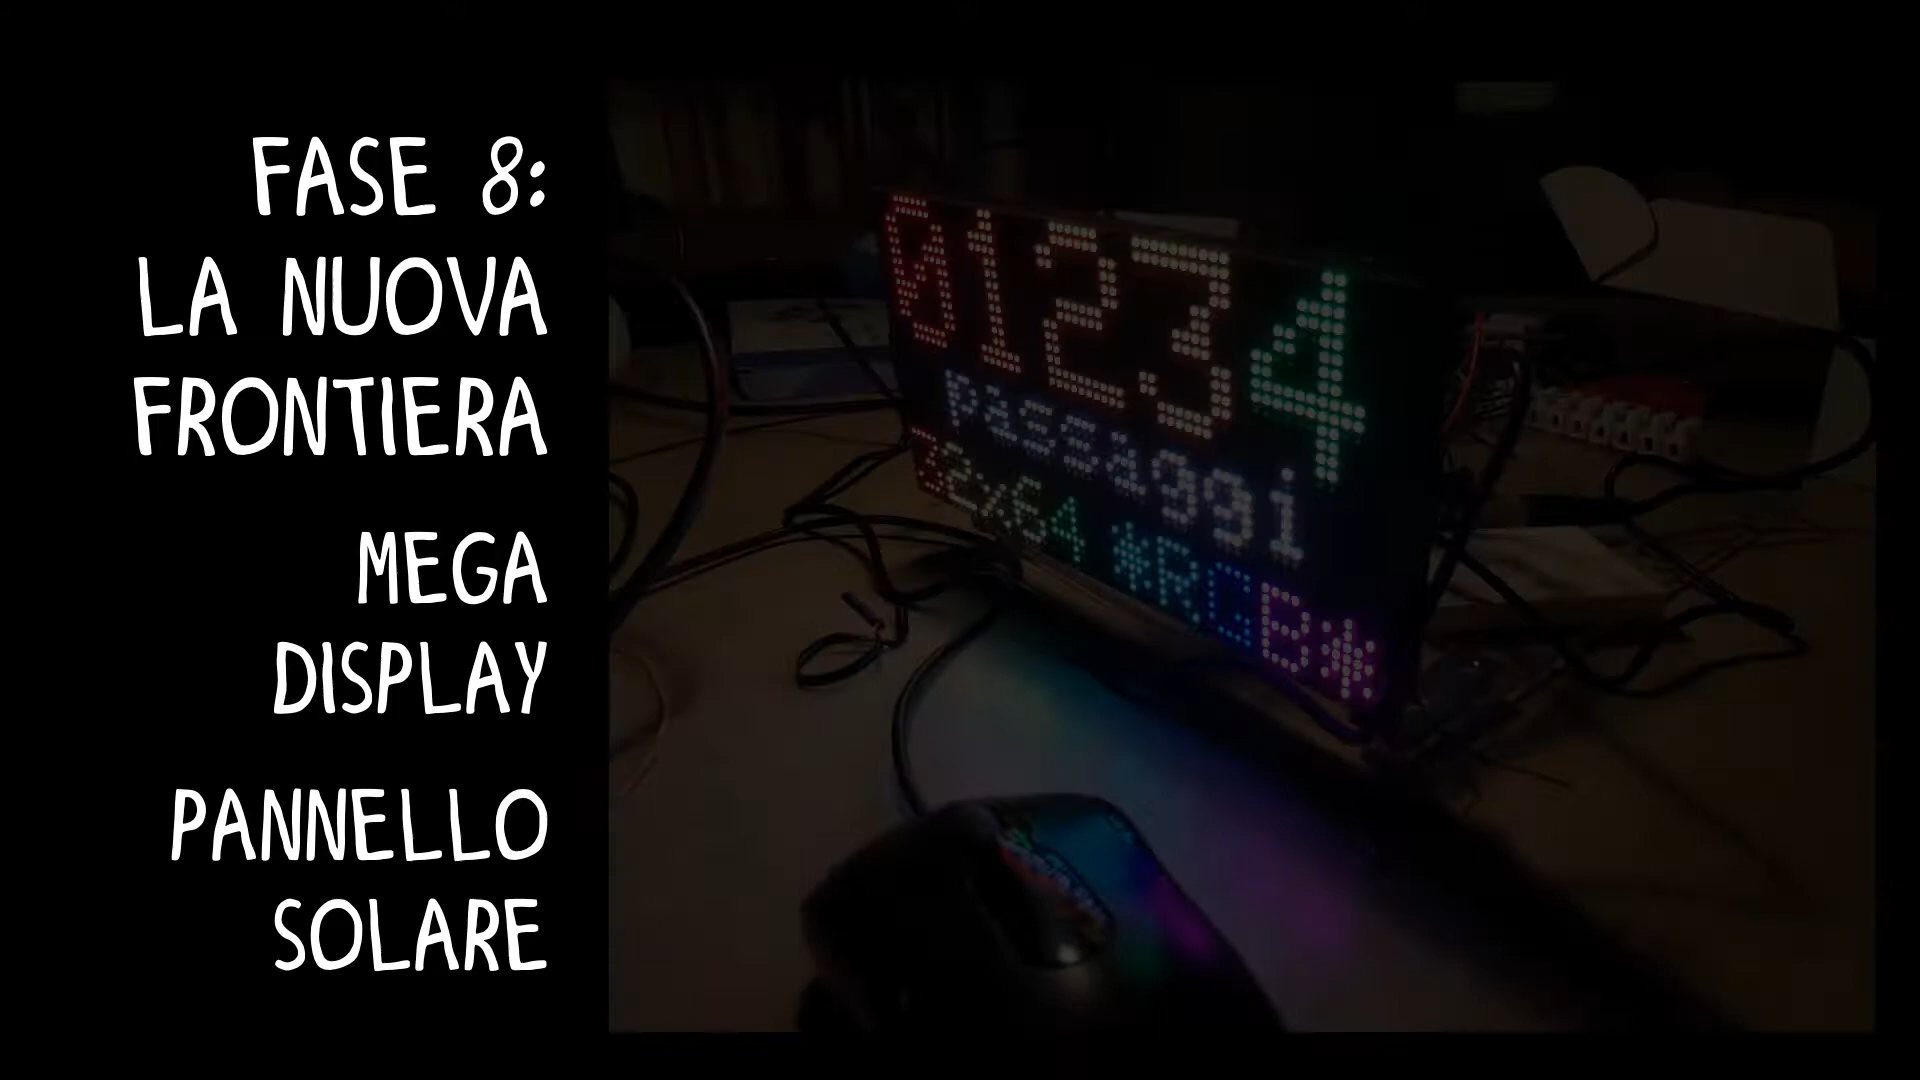 FASE 8:
LA NUOVA
FRONTIERA
MEGA
DISPLAY
PANNELLO
SOLARE
01234
Passaggi
32x64 *RGB*